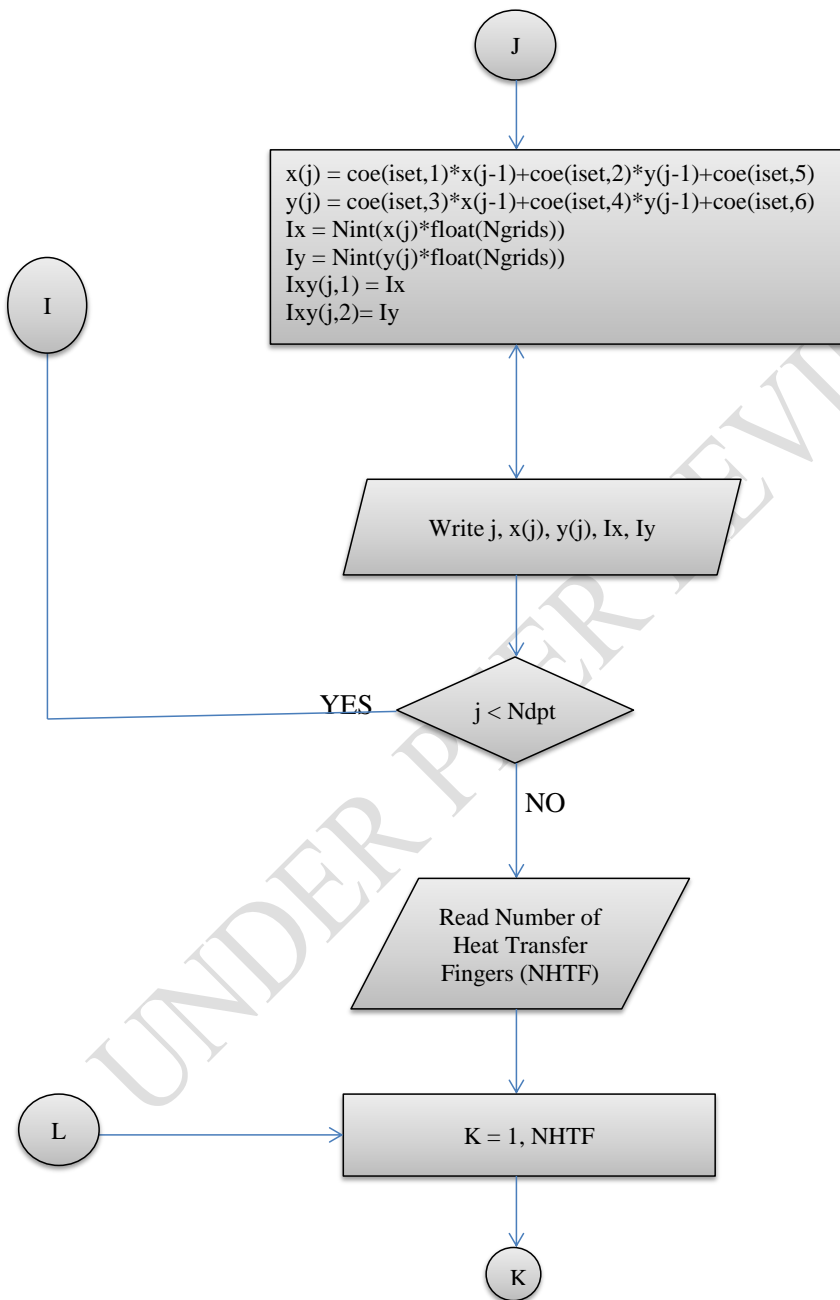 J
x(j) = coe(iset,1)*x(j-1)+coe(iset,2)*y(j-1)+coe(iset,5)
y(j) = coe(iset,3)*x(j-1)+coe(iset,4)*y(j-1)+coe(iset,6)
Ix = Nint(x(j)*float(Ngrids))
Iy = Nint(y(j)*float(Ngrids))
Ixy(j,1) = Ix
Ixy(j,2)= Iy
I
Write j, x(j), y(j), Ix, Iy
YES
j < Ndpt
NO
Read Number of
Heat Transfer
Fingers (NHTF)
L
K = 1, NHTF
K
UNDER PEER